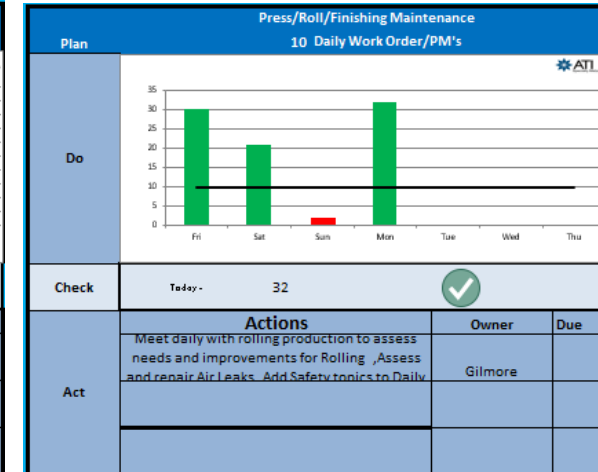 Press/Roll/Finishing Maintenance
Plan
10 Daily Work Order/PM's
ATI
Do
35
30
25
20
15
10
5
0
Fri
Sat
Sun
Mon
Tue
Wed
Thu
Check
Today -
32
Act
Actions
Owner
Due
Meet daily with rolling production to assess
needs and improvements for Rolling ,Assess
and repair Air Leaks Add Safety topics to Daily
Gilmore